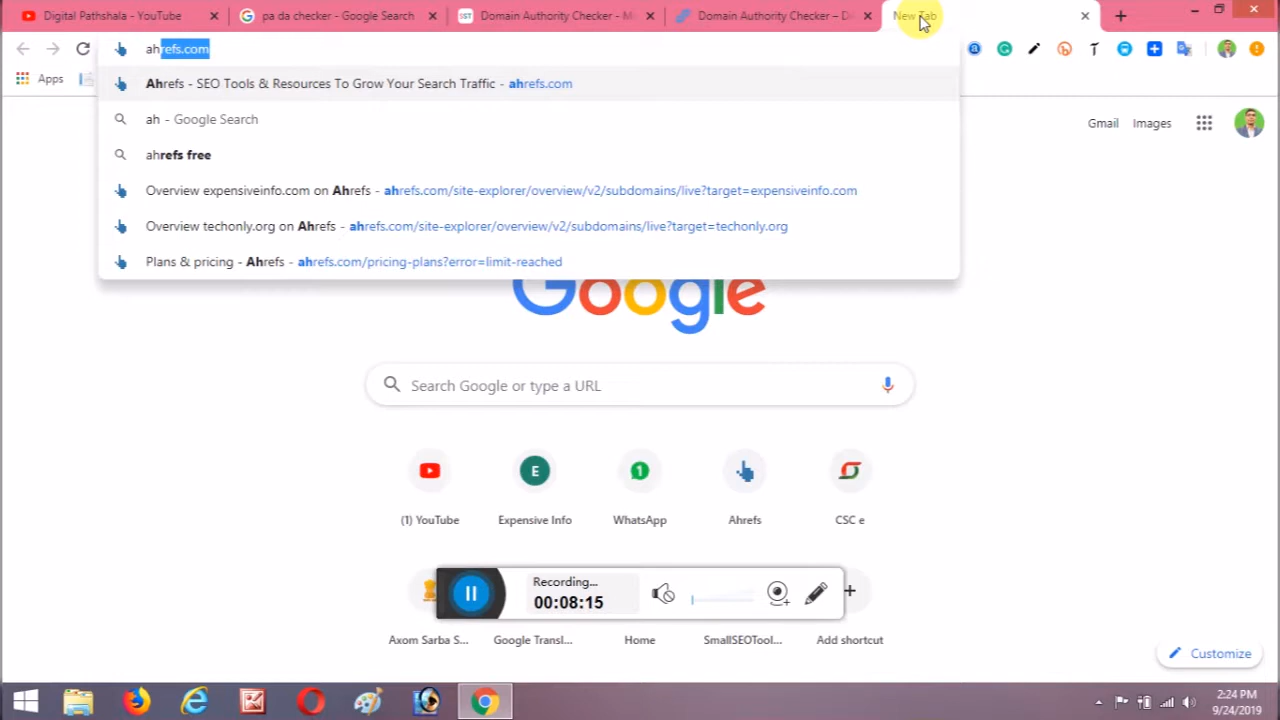 Digital Pathshala - YouTube
pa da checker - Google Search
Domain Authority Checker - M
Domain Authority Checker – D
New Tab
ahrefs.com
Apps
Ahrefs - SEO Tools & Resources To Grow Your Search Traffic - ahrefs.com
ah - Google Search
ahrefs free
Overview expensiveinfo.com on Ahrefs - ahrefs.com/site-explorer/overview/v2/subdomains/live?target=expensiveinfo.com
Overview techonly.org on Ahrefs - ahrefs.com/site-explorer/overview/v2/subdomains/live?target=techonly.org
Plans & pricing - Ahrefs - ahrefs.com/pricing-plans?error=limit-reached
Gmail Images
Google
Search Google or type a URL
E
1
(1) YouTube
Expensive Info
WhatsApp
Ahrefs
CSC e
Recording...
00:08:15
Axom Sarba S...
Google Transl...
Home
SmallSEOTool...
Add shortcut
Customize
2:24 PM
9/24/2019